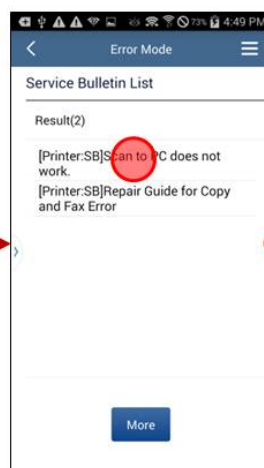 73% 4:49 PM
Error Mode
Service Bulletin List
Result(2)
[Printer:SB]Scan to PC does not
work.
[Printer:SB]Repair Guide for Copy
and Fax Error
More